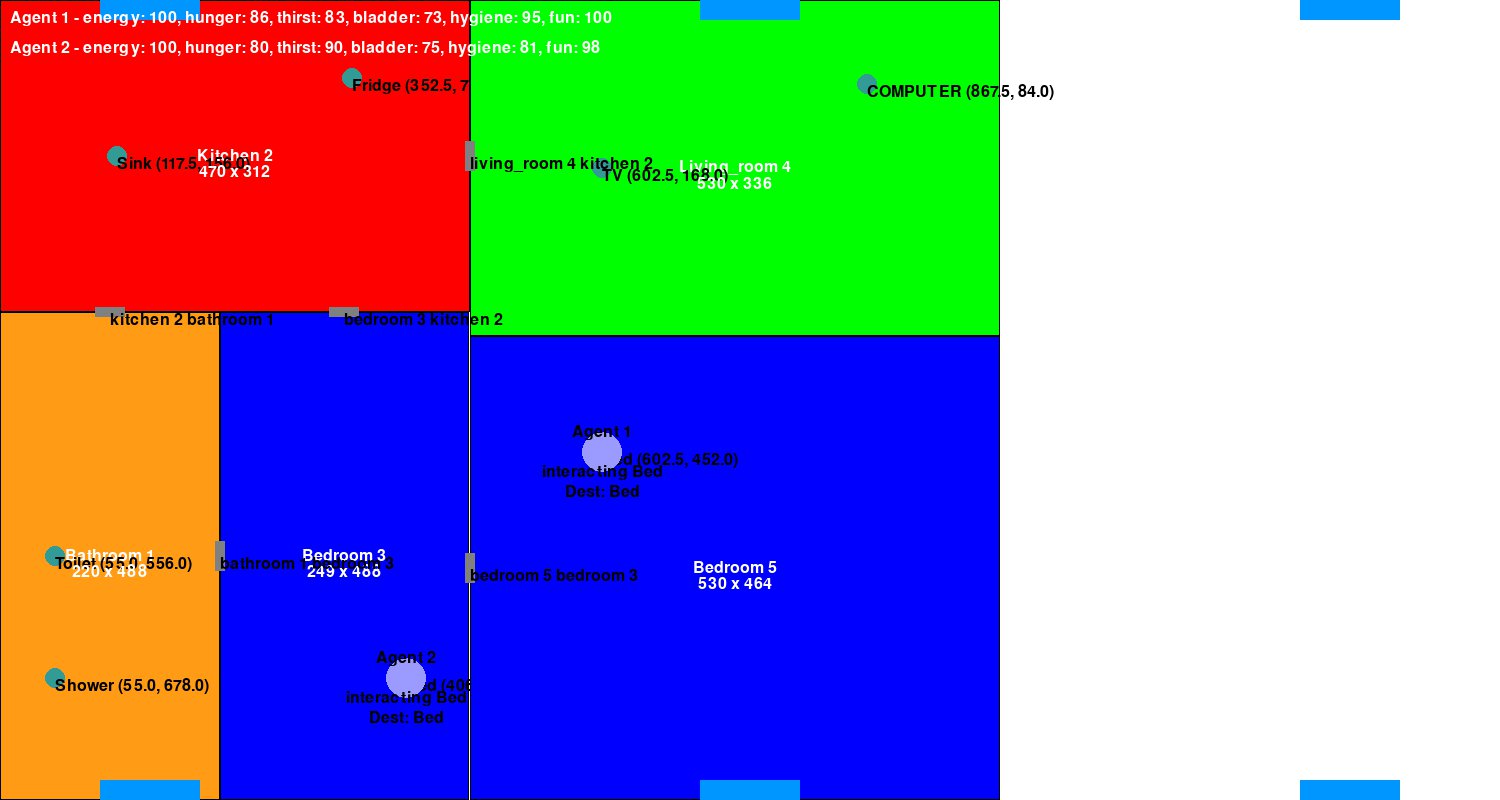 Agent 1 - energy: 100, hunger: 86, thirst: 83, bladder: 73, hygiene: 95, fun: 100
Agent 2 - energy: 100, hunger: 80, thirst: 90, bladder: 75, hygiene: 81, fun: 98
Fridge (352.5, 7
COMPUTER (867.5, 84.0)
Kitchen 2
Sink (117.5, 156.0)
470 x 312
living_room 4 kitchen 2
Living_room 4
TV (602.5, 168.0)
530 x 336
kitchen 2 bathroom 1
bedroom 3 kitchen 2
Agent 1
d (602.5, 452.0)
interacting Bed
Dest: Bed
Bathroom 1
Toilet (55.0, 556.0)
220 x 488
Bedroom 3
bathroom 1 bedroom 3
249 x 488
Bedroom 5
bedroom 5 bedroom 3
530 x 464
Agent 2
Shower (55.0, 678.0)
d (406
interacting Bed
Dest: Bed